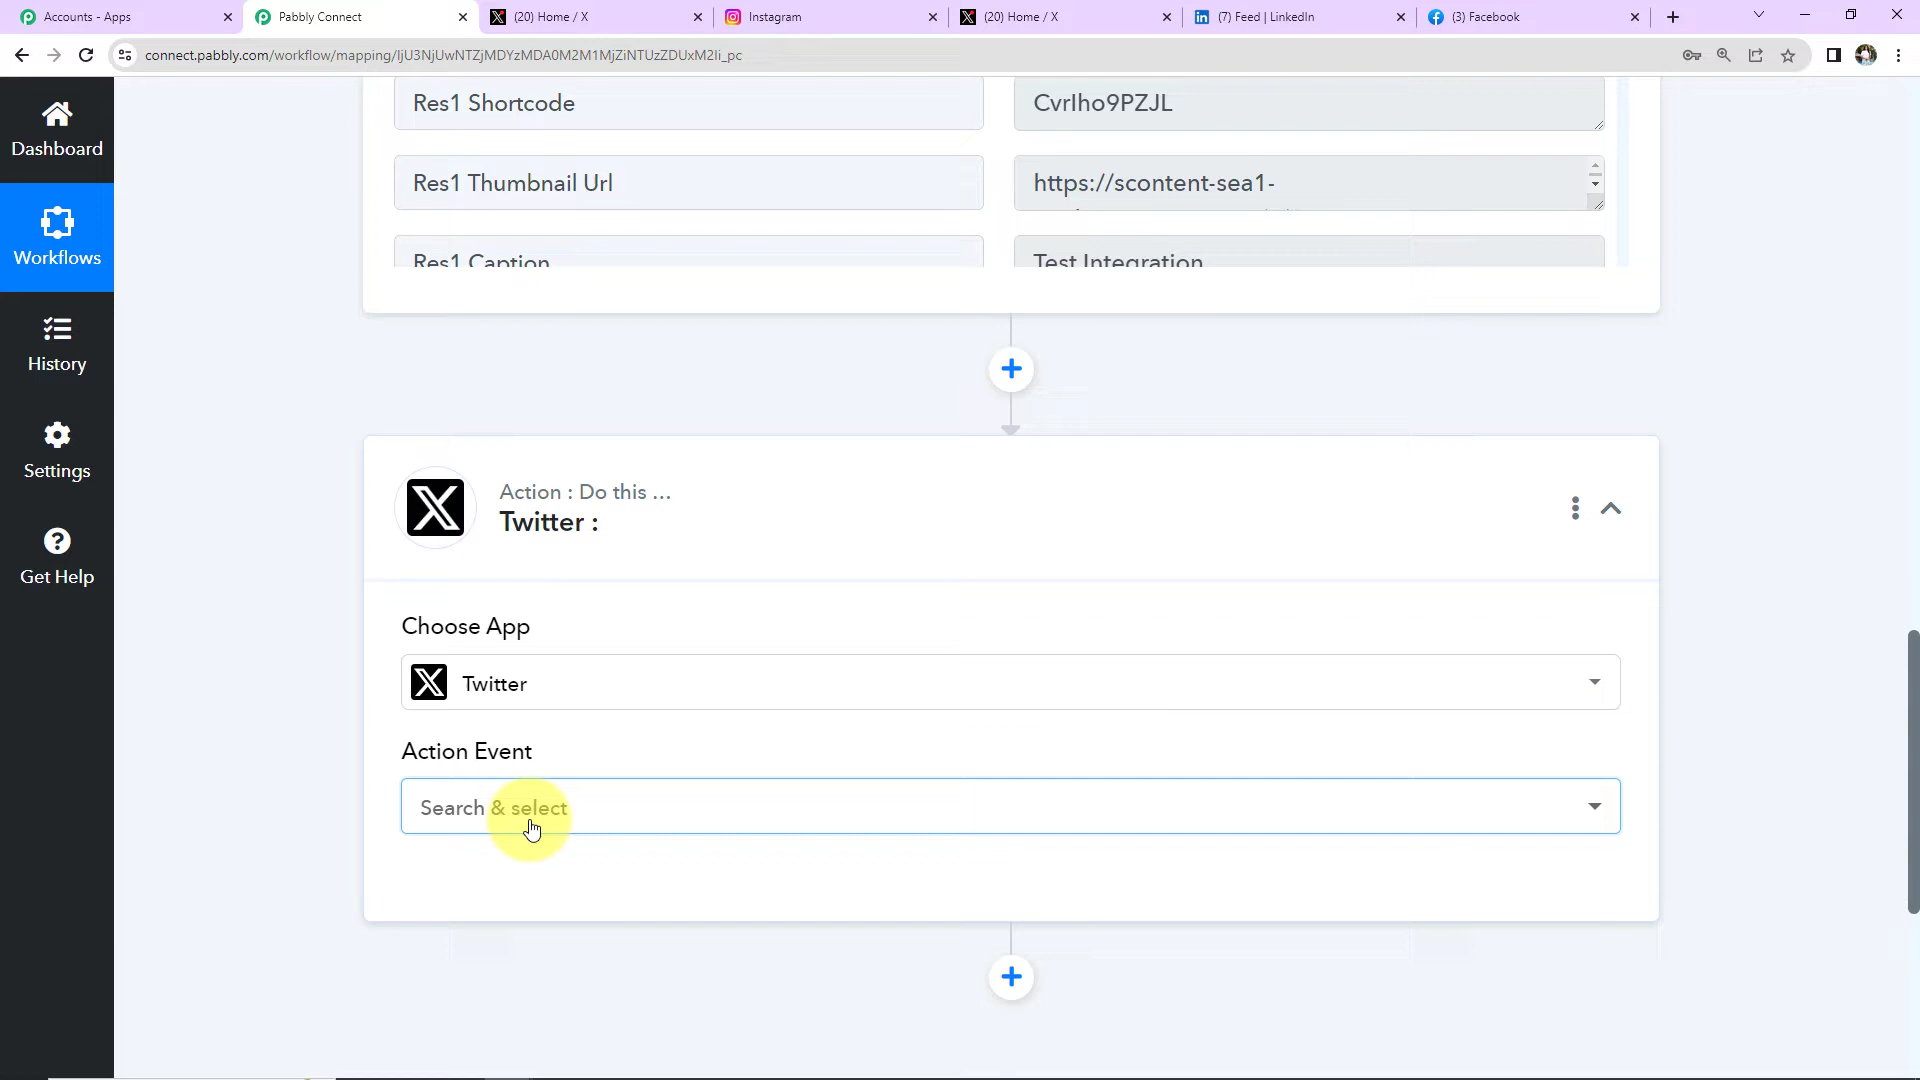 Accounts - Apps
Pabbly Connect
(20) Home / X
Instagram
(20) Home / X
(7) Feed | LinkedIn
(3) Facebook
connect.pabbly.com/workflow/mapping/IjU3NjUwNTZjMDYzMDA0M2M1MjZiNTUzZDUxM2Ii_pc
Dashboard
Workflows
History
Settings
Get Help
Res1 Shortcode
CvrIho9PZJL
Res1 Thumbnail Url
https://scontent-sea1-
Res1 Caption
Test Integration
Action : Do this ...
Twitter :
Choose App
Twitter
Action Event
Search & select